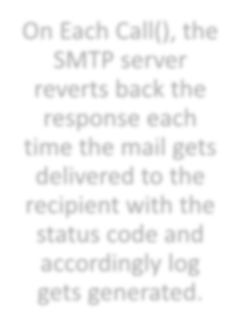 On Each Call(), the
SMTP server
reverts back the
response each
time the mail gets
delivered to the
recipient with the
status code and
accordingly log
gets generated.